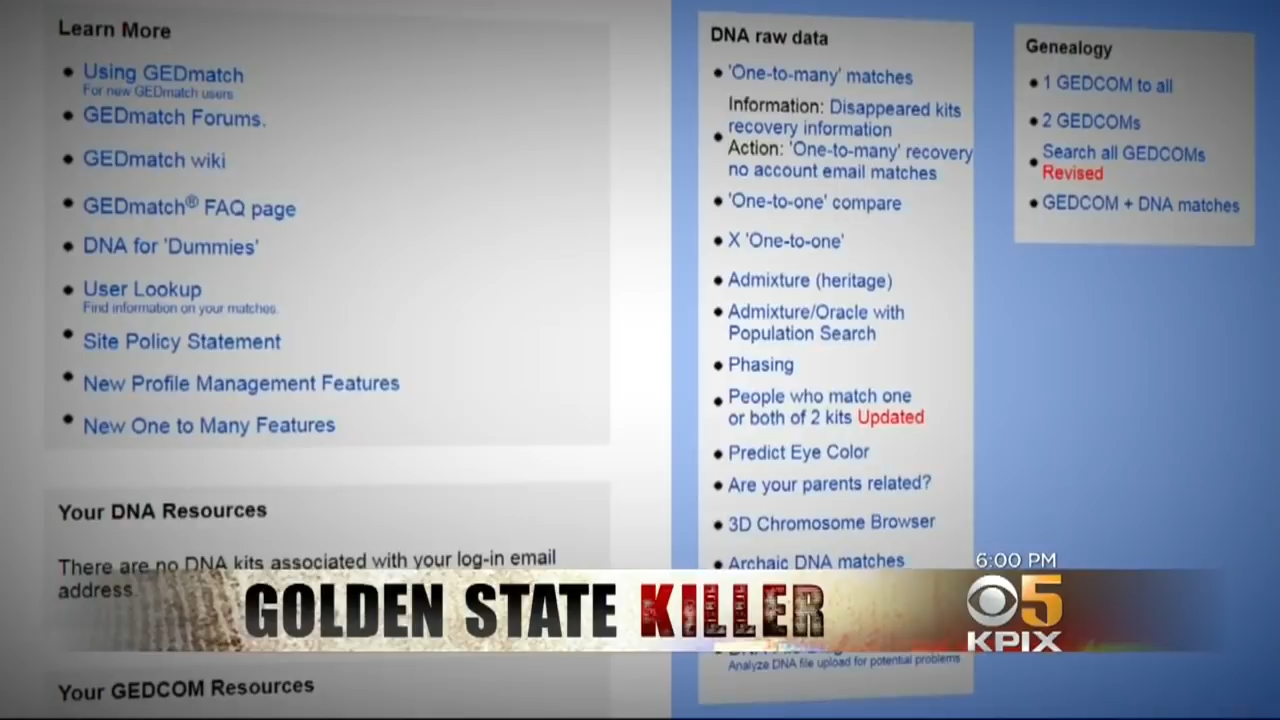 Learn More
Using GEDmatch
For new GEDmatch users
GEDmatch Forums.
GEDmatch wiki
GEDmatch® FAQ page
DNA for 'Dummies'
User Lookup
Find information on your matches.
Site Policy Statement
New Profile Management Features
New One to Many Features
Your DNA Resources
There are no DNA kits associated with your log-in email
address.
Your GEDCOM Resources
DNA raw data
'One-to-many' matches
Information: Disappeared kits
recovery information
Action: 'One-to-many' recovery
no account email matches
'One-to-one' compare
X 'One-to-one'
Admixture (heritage)
Admixture/Oracle with
Population Search
Phasing
People who match one
or both of 2 kits Updated
Predict Eye Color
Are your parents related?
3D Chromosome Browser
Archaic DNA matches
Analyze DNA file upload for potential problems
Genealogy
1 GEDCOM to all
2 GEDCOMs
Search all GEDCOMs
Revised
GEDCOM + DNA matches
GOLDEN STATE KILLER
6:00 PM
5
KPIX